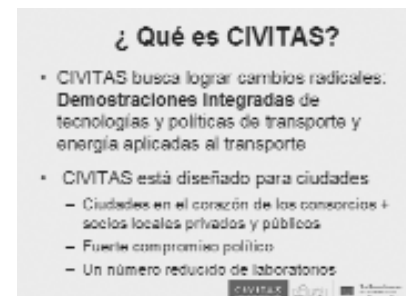 ¿ Qué es CIVITAS?
• CIVITAS busca lograr cambios radicales:
Demostraciones Integradas de
tecnologías y políticas de transporte y
energía aplicadas al transporte
• CIVITAS está diseñado para ciudades
– Ciudades en el corazón de los consorcios +
socios locales privados y públicos
– Fuerte compromiso político
– Un número reducido de laboratorios
CIVITAS